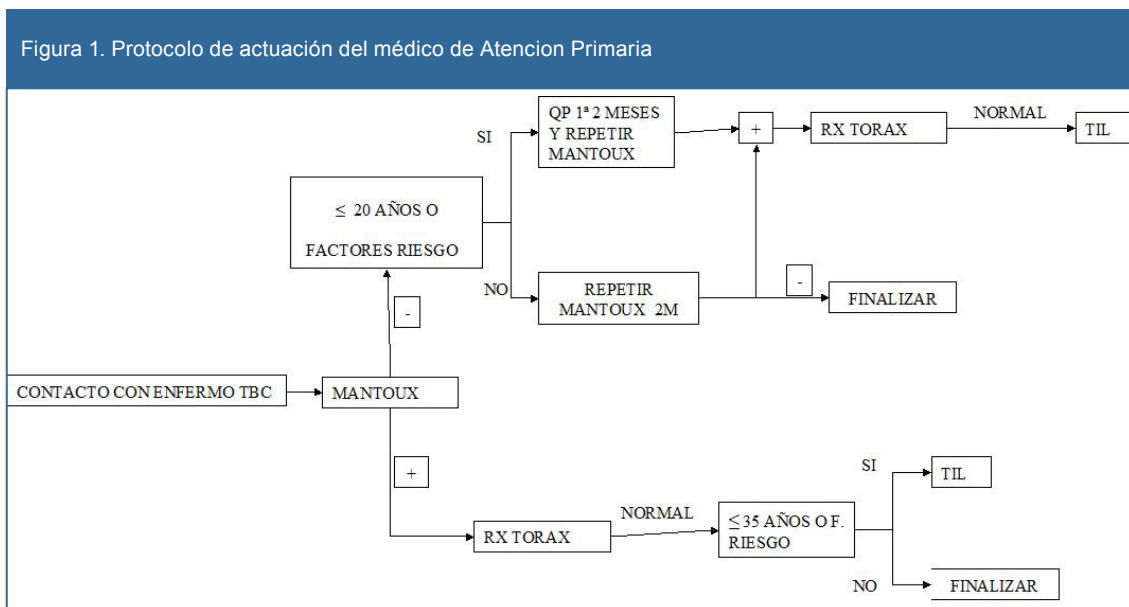 Figura 1. Protocolo de actuación del médico de Atencion Primaria
QP 1ª 2 MESES
Y REPETIR
MANTOUX
SI
+
RX TORAX
NORMAL
TIL
≤ 20 AÑOS O
FACTORES RIESGO
NO
REPETIR
MANTOUX 2M
-
FINALIZAR
-
CONTACTO CON ENFERMO TBC
MANTOUX
+
RX TORAX
NORMAL
≤ 35 AÑOS O F.
RIESGO
SI
TIL
NO
FINALIZAR